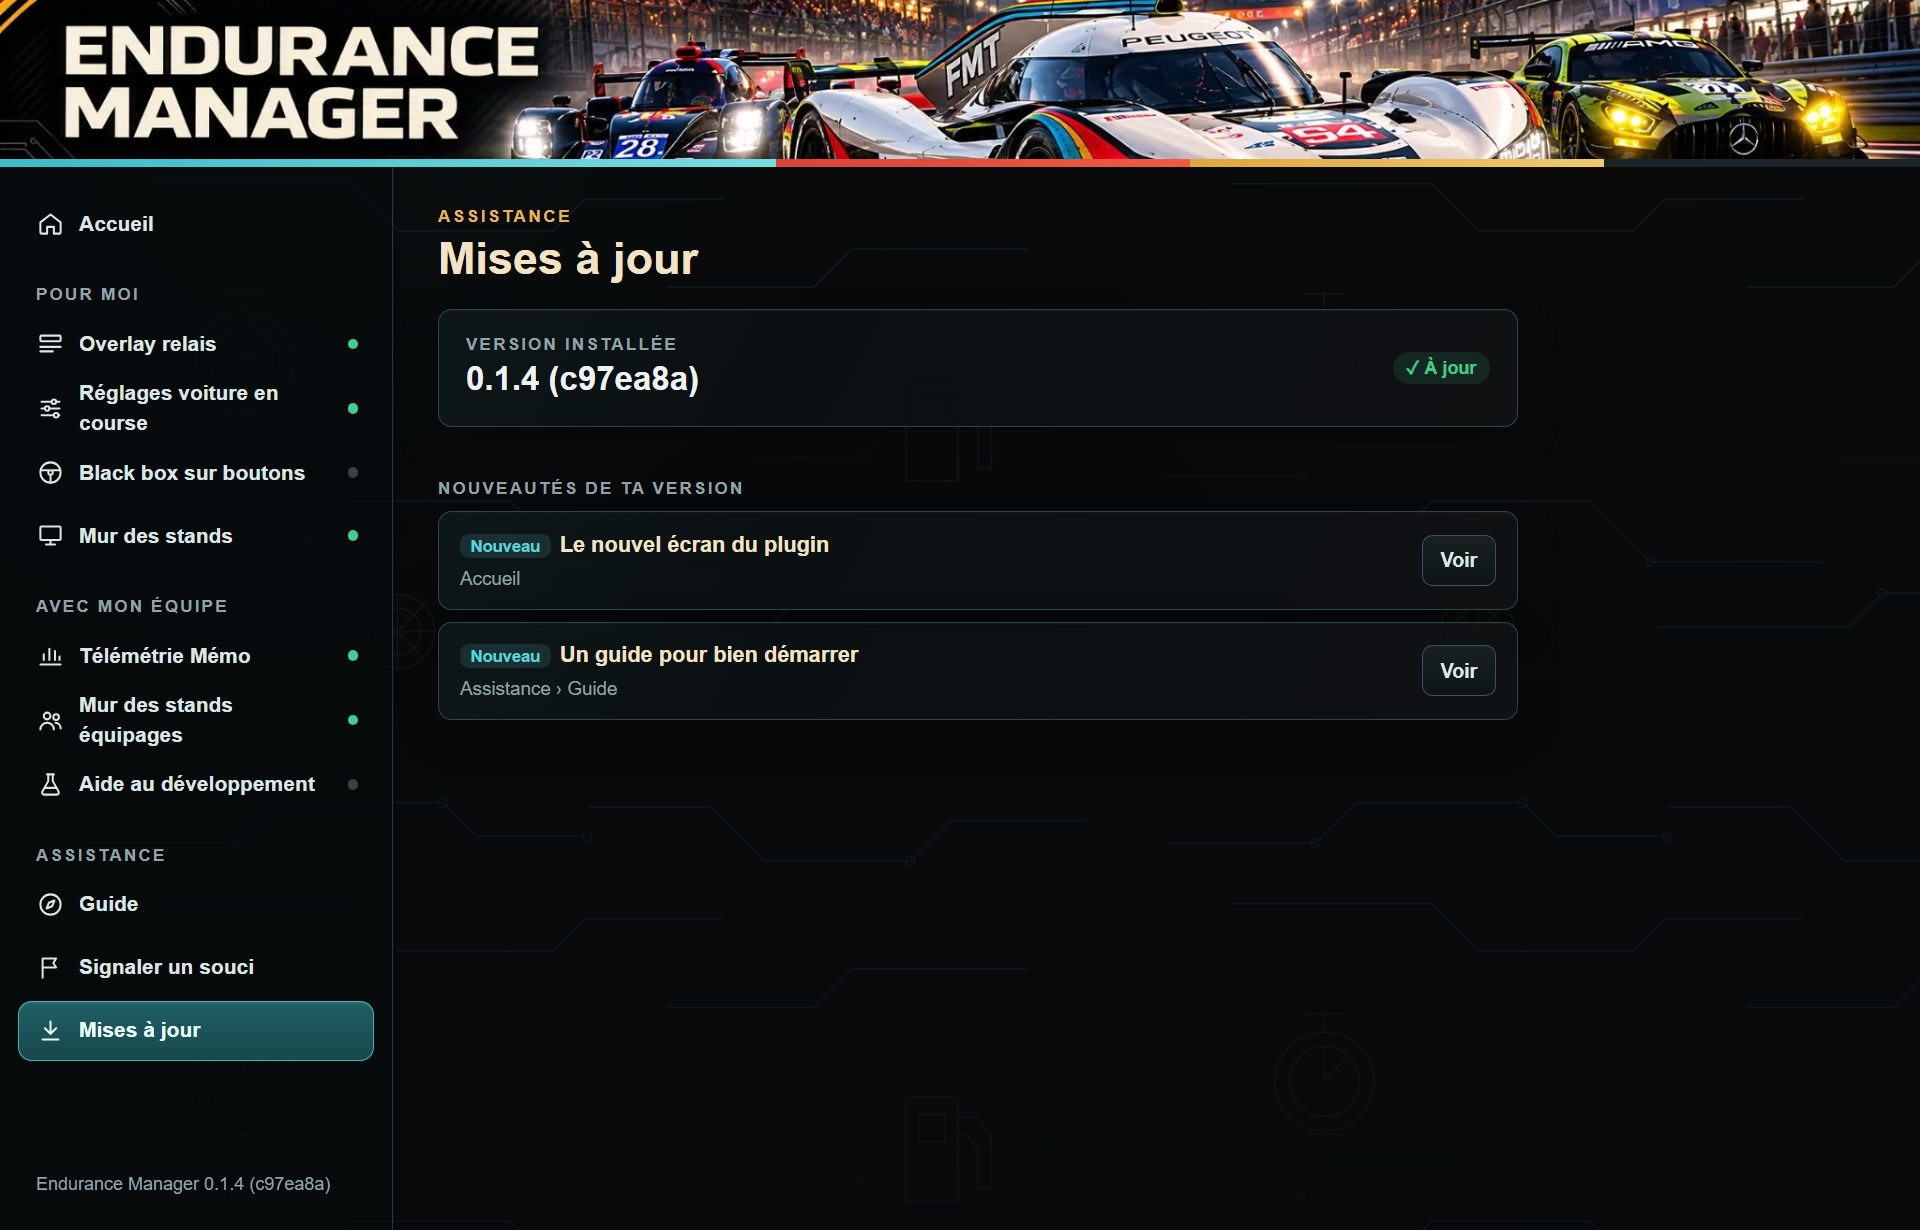 ENDURANCE
MANAGER
FMT
PEUGEOT
AMG
28
94
Accueil
POUR MOI
Overlay relais
Réglages voiture en
course
Black box sur boutons
Mur des stands
AVEC MON ÉQUIPE
Télémétrie Mémo
Mur des stands
équipages
Aide au développement
ASSISTANCE
Guide
Signaler un souci
Mises à jour
Endurance Manager 0.1.4 (c97ea8a)
ASSISTANCE
Mises à jour
VERSION INSTALLÉE
0.1.4 (c97ea8a)
✓ À jour
NOUVEAUTÉS DE TA VERSION
Nouveau Le nouvel écran du plugin
Accueil
Voir
Nouveau Un guide pour bien démarrer
Assistance › Guide
Voir